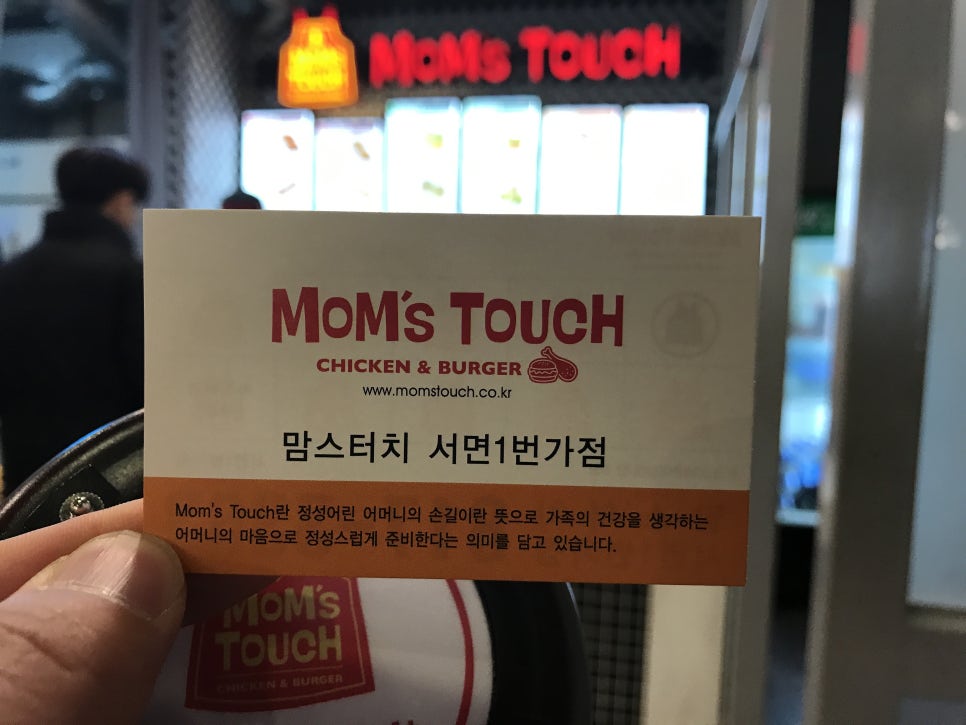 MOM's TOUCH
MOM's TOUCH
CHICKEN & BURGER
www.momstouch.co.kr
맘스터치 서면1번가점
Mom's Touch란 정성어린 어머니의 손길이란 뜻으로 가족의 건강을 생각하는
어머니의 마음으로 정성스럽게 준비한다는 의미를 담고 있습니다.
MOM's
TOUCH
CHICKEN & BURGER